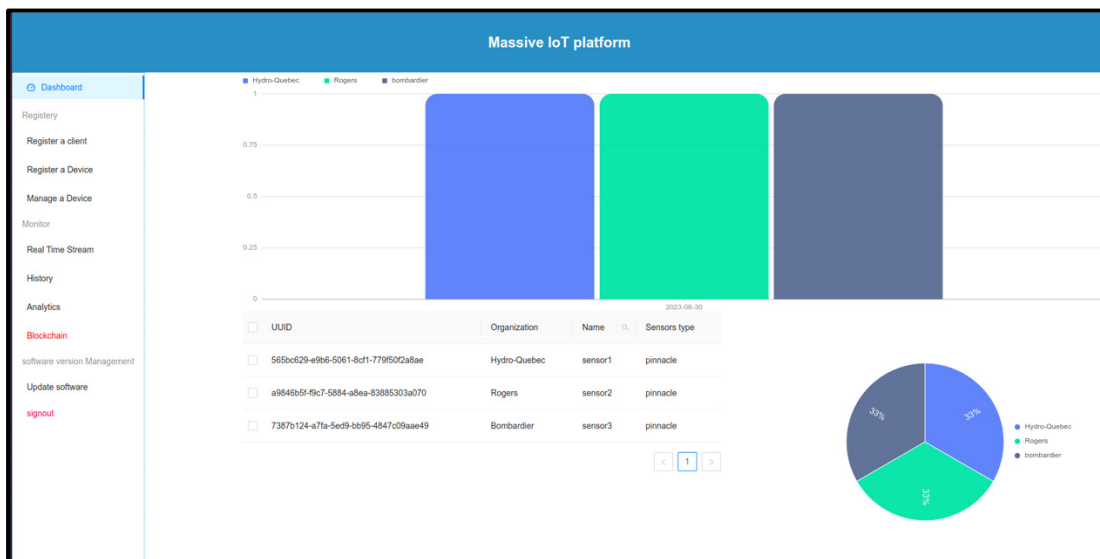 Massive IoT platform
Dashboard
Registery
Register a client
Register a Device
Manage a Device
Monitor
Real Time Stream
History
Analytics
Blockchain
software version Management
Update software
signout
Hydro-Quebec Rogers bombardier
1
0.75
0.5
0.25
0
2023-08-30
UUID Organization Name Sensors type
565bc629-e9b6-5061-8cf1-779f50f2a8ae Hydro-Quebec sensor1 pinnacle
a9846b5f-f9c7-5884-a8ea-83885303a070 Rogers sensor2 pinnacle
7387b124-a7fa-5ed9-bb95-4847c09aae49 Bombardier sensor3 pinnacle
< 1 >
33% 33%
33%
Hydro-Quebec
Rogers
bombardier